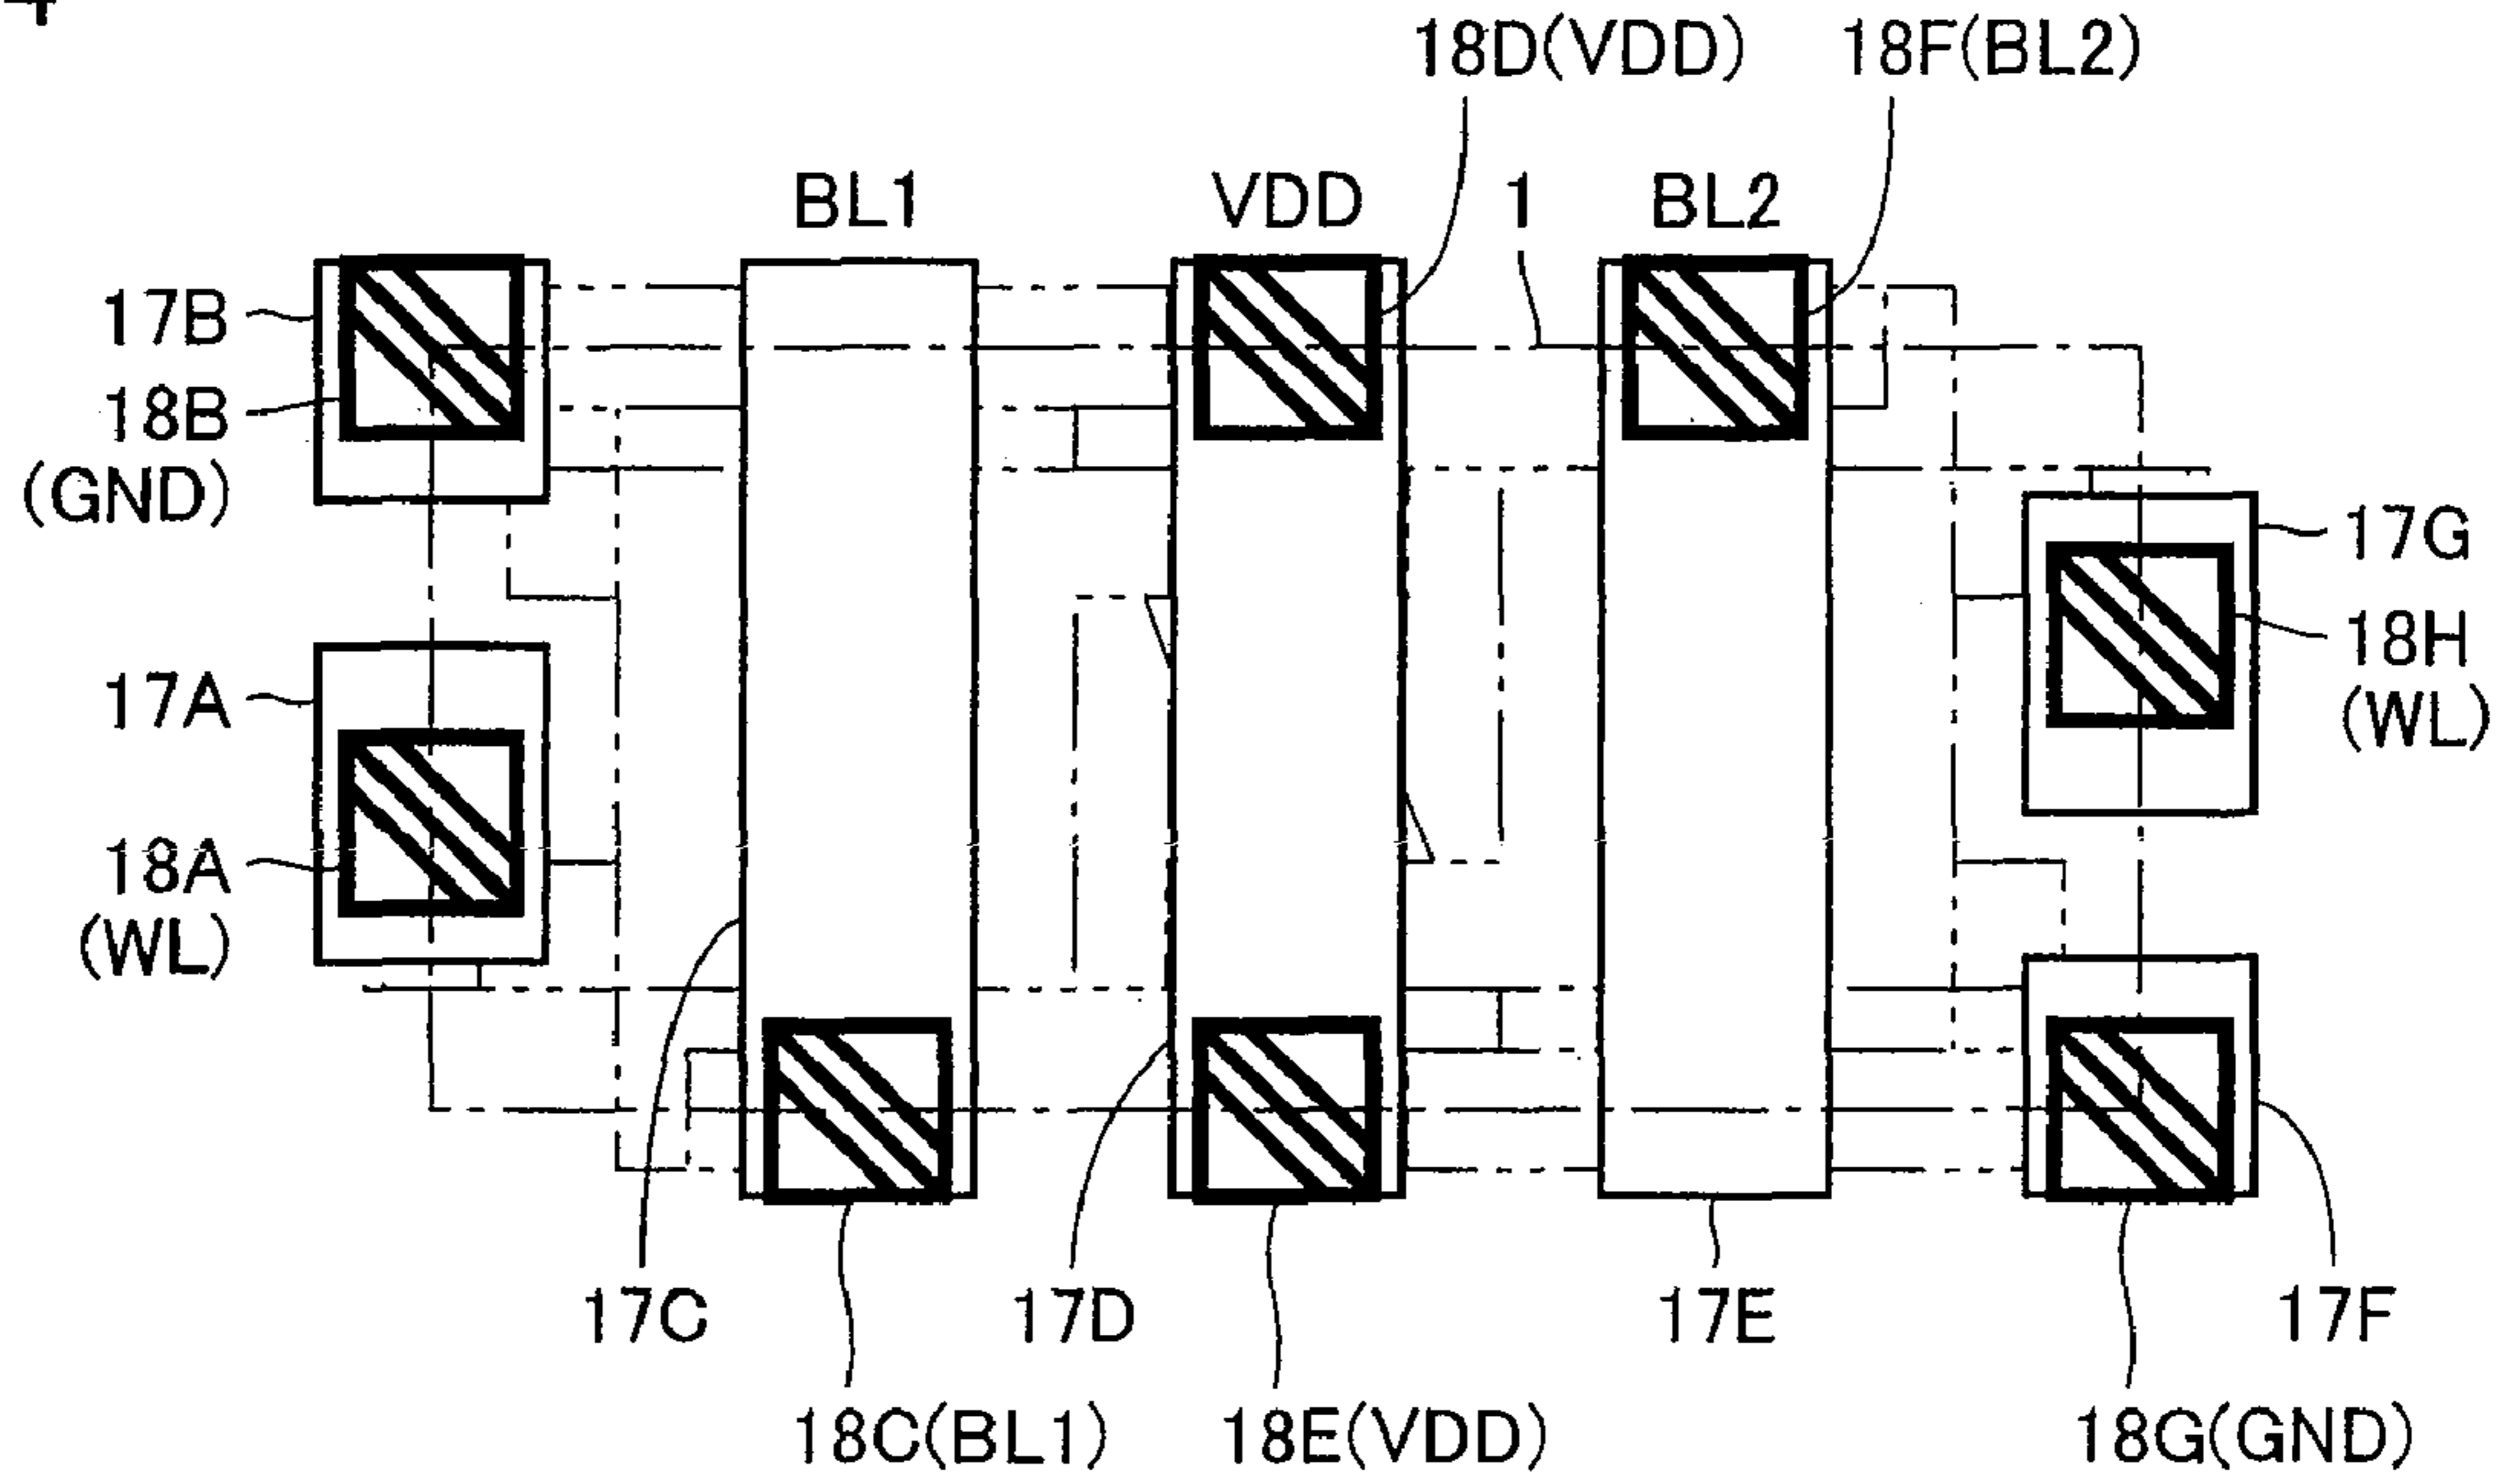 18D(VDD) 18F(BL2)
BL1 VDD 1 BL2
17B
18B
(GND)
17G
18H
(WL)
17A
18A
(WL)
17C 17D 17E 17F
18C(BL1) 18E(VDD) 18G(GND)